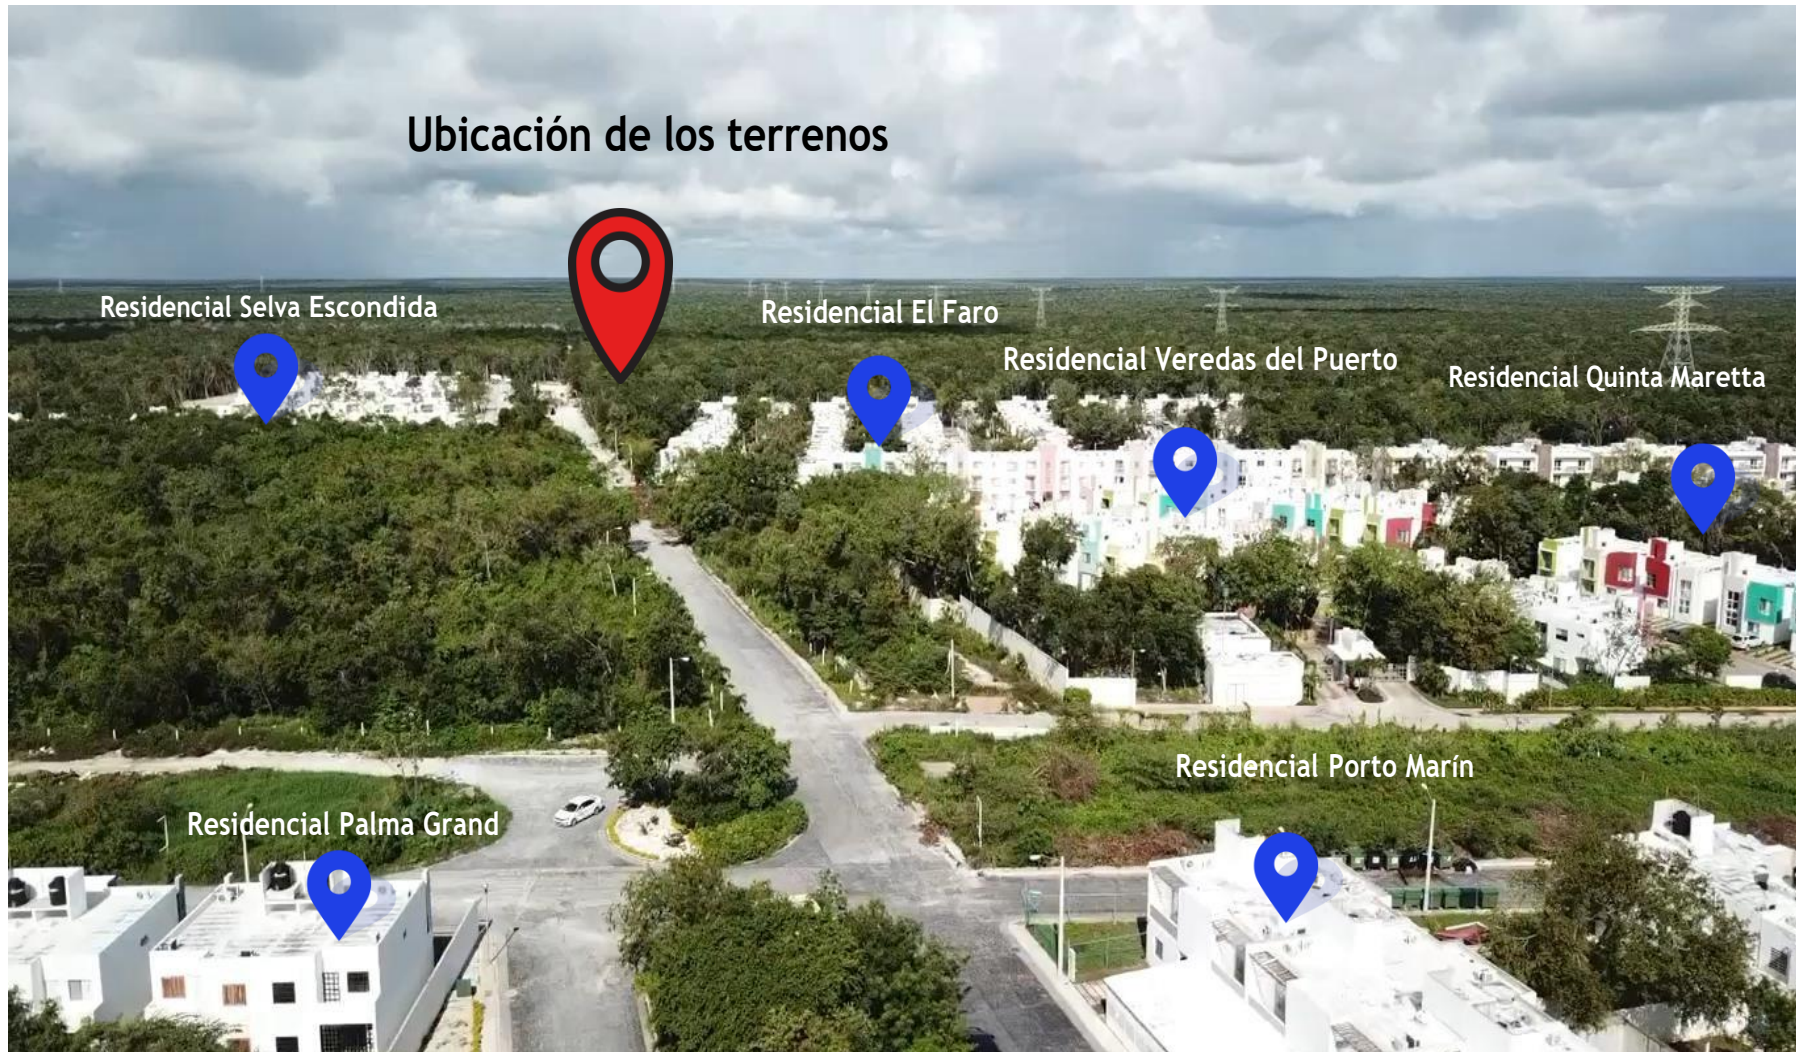 Ubicación de los terrenos
Residencial Selva Escondida
Residencial El Faro
Residencial Veredas del Puerto
Residencial Quinta Maretta
Residencial Porto Marín
Residencial Palma Grand